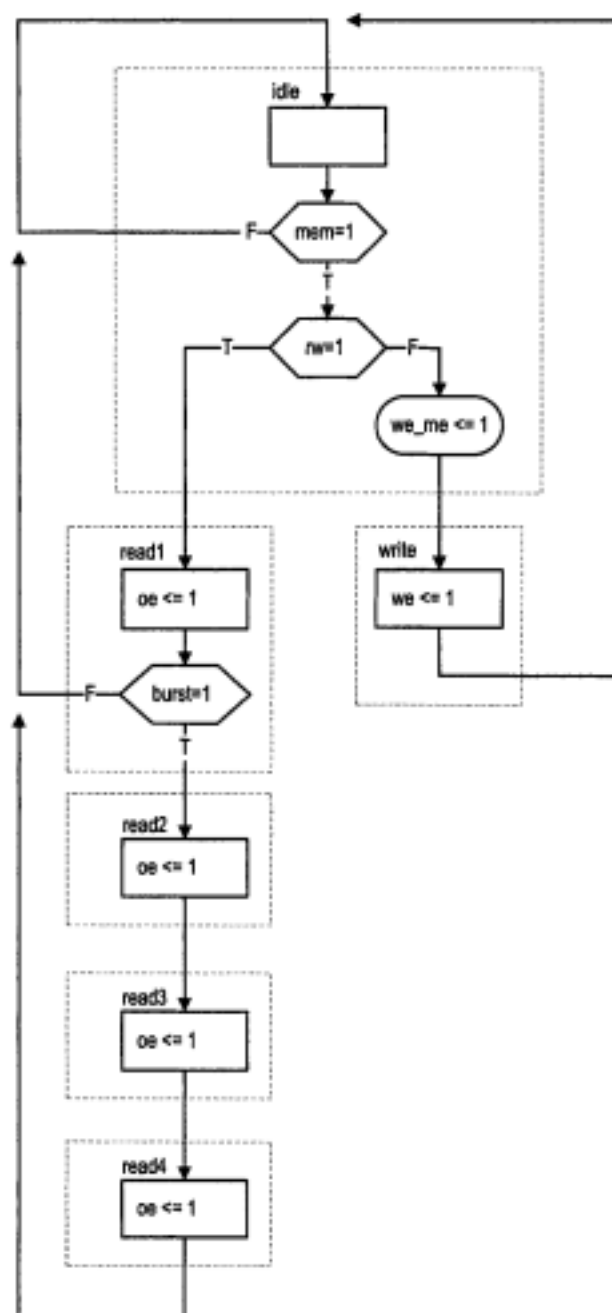 idle
F
mem=1
T
T
rw=1
F
we_me <= 1
read1
write
oe <= 1
we <= 1
F
burst=1
T
read2
oe <= 1
read3
oe <= 1
read4
oe <= 1